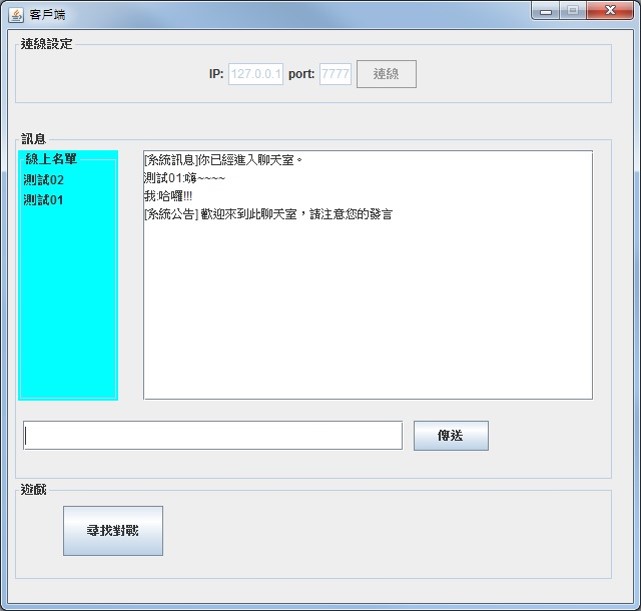 客戶端
連線設定
IP: 127.0.0.1 port: 7777 連線
訊息
線上名單
測試02
測試01
[系統訊息]你已經進入聊天室。
測試01:嗨~~~~
我:哈囉!!!
[系統公告] 歡迎來到此聊天室，請注意您的發言
傳送
遊戲
尋找對戰